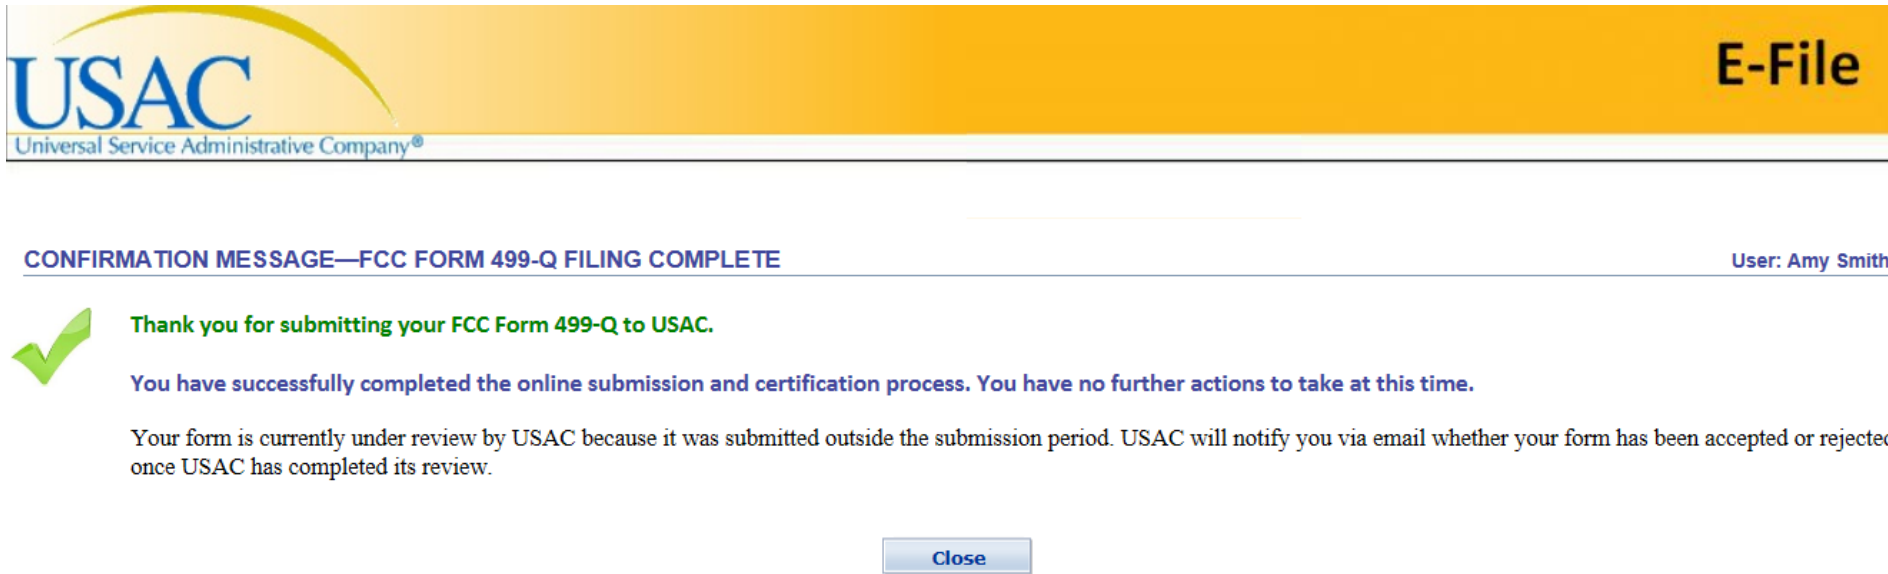 USAC
E-File
Universal Service Administrative Company®
CONFIRMATION MESSAGE—FCC FORM 499-Q FILING COMPLETE
User: Amy Smith
Thank you for submitting your FCC Form 499-Q to USAC.
You have successfully completed the online submission and certification process. You have no further actions to take at this time.
Your form is currently under review by USAC because it was submitted outside the submission period. USAC will notify you via email whether your form has been accepted or rejected
once USAC has completed its review.
Close